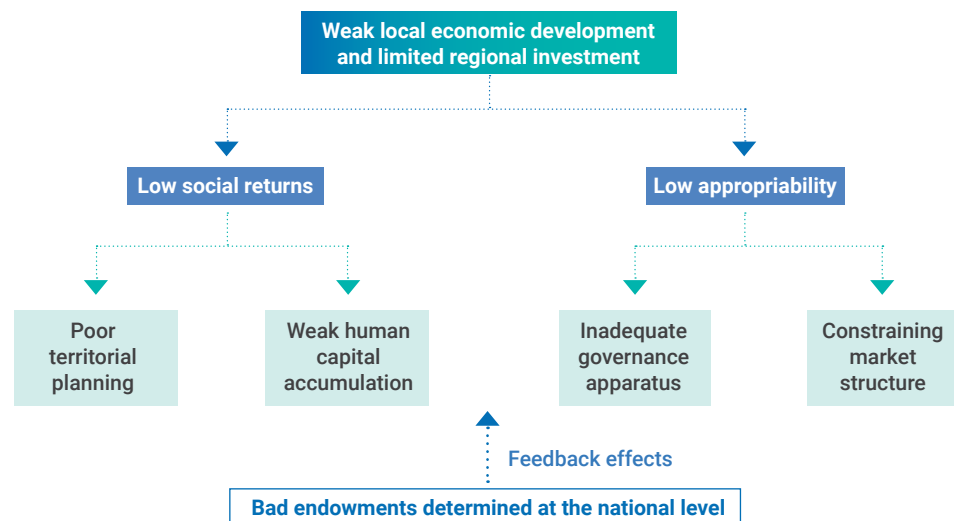 Weak local economic development
and limited regional investment
Low social returns
Low appropriability
Poor
territorial
planning
Weak human
capital
accumulation
Inadequate
governance
apparatus
Constraining
market
structure
Feedback effects
Bad endowments determined at the national level